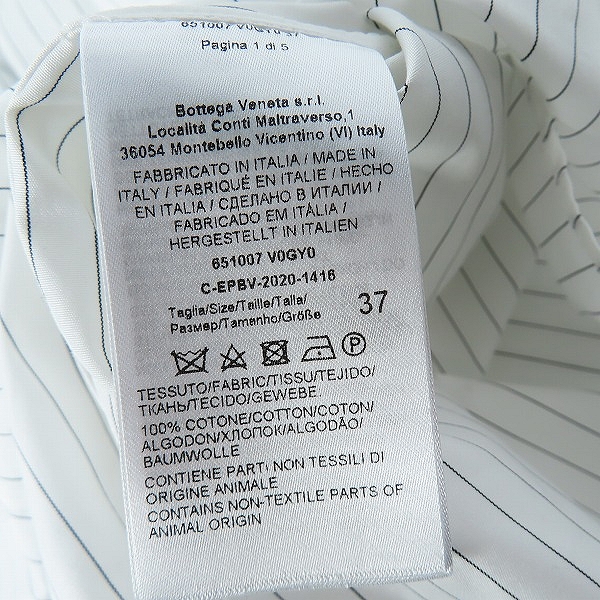 651007 V0GY0 37
Pagina 1 di 5
Bottega Veneta s.r.l.
Località Conti Maltraverso,1
36054 Montebello Vicentino (VI) Italy
FABBRICATO IN ITALIA / MADE IN
ITALY / FABRIQUÉ EN ITALIE / HECHO
EN ITALIA / СДЕЛАНО В ИТАЛИИ /
FABRICADO EM ITÁLIA /
HERGESTELLT IN ITALIEN
651007 V0GY0
C-EPBV-2020-1416
Taglia/Size/Taille/Talla/
Размер/Tamanho/Größe
37
P
TESSUTO/FABRIC/TISSU/TEJIDO/
ТКАНЬ/TECIDO/GEWEBE.
100% COTONE/COTTON/COTON/
ALGODON/ХЛОПОК/ALGODÃO/
BAUMWOLLE
CONTIENE PARTI NON TESSILI DI
ORIGINE ANIMALE
CONTAINS NON-TEXTILE PARTS OF
ANIMAL ORIGIN